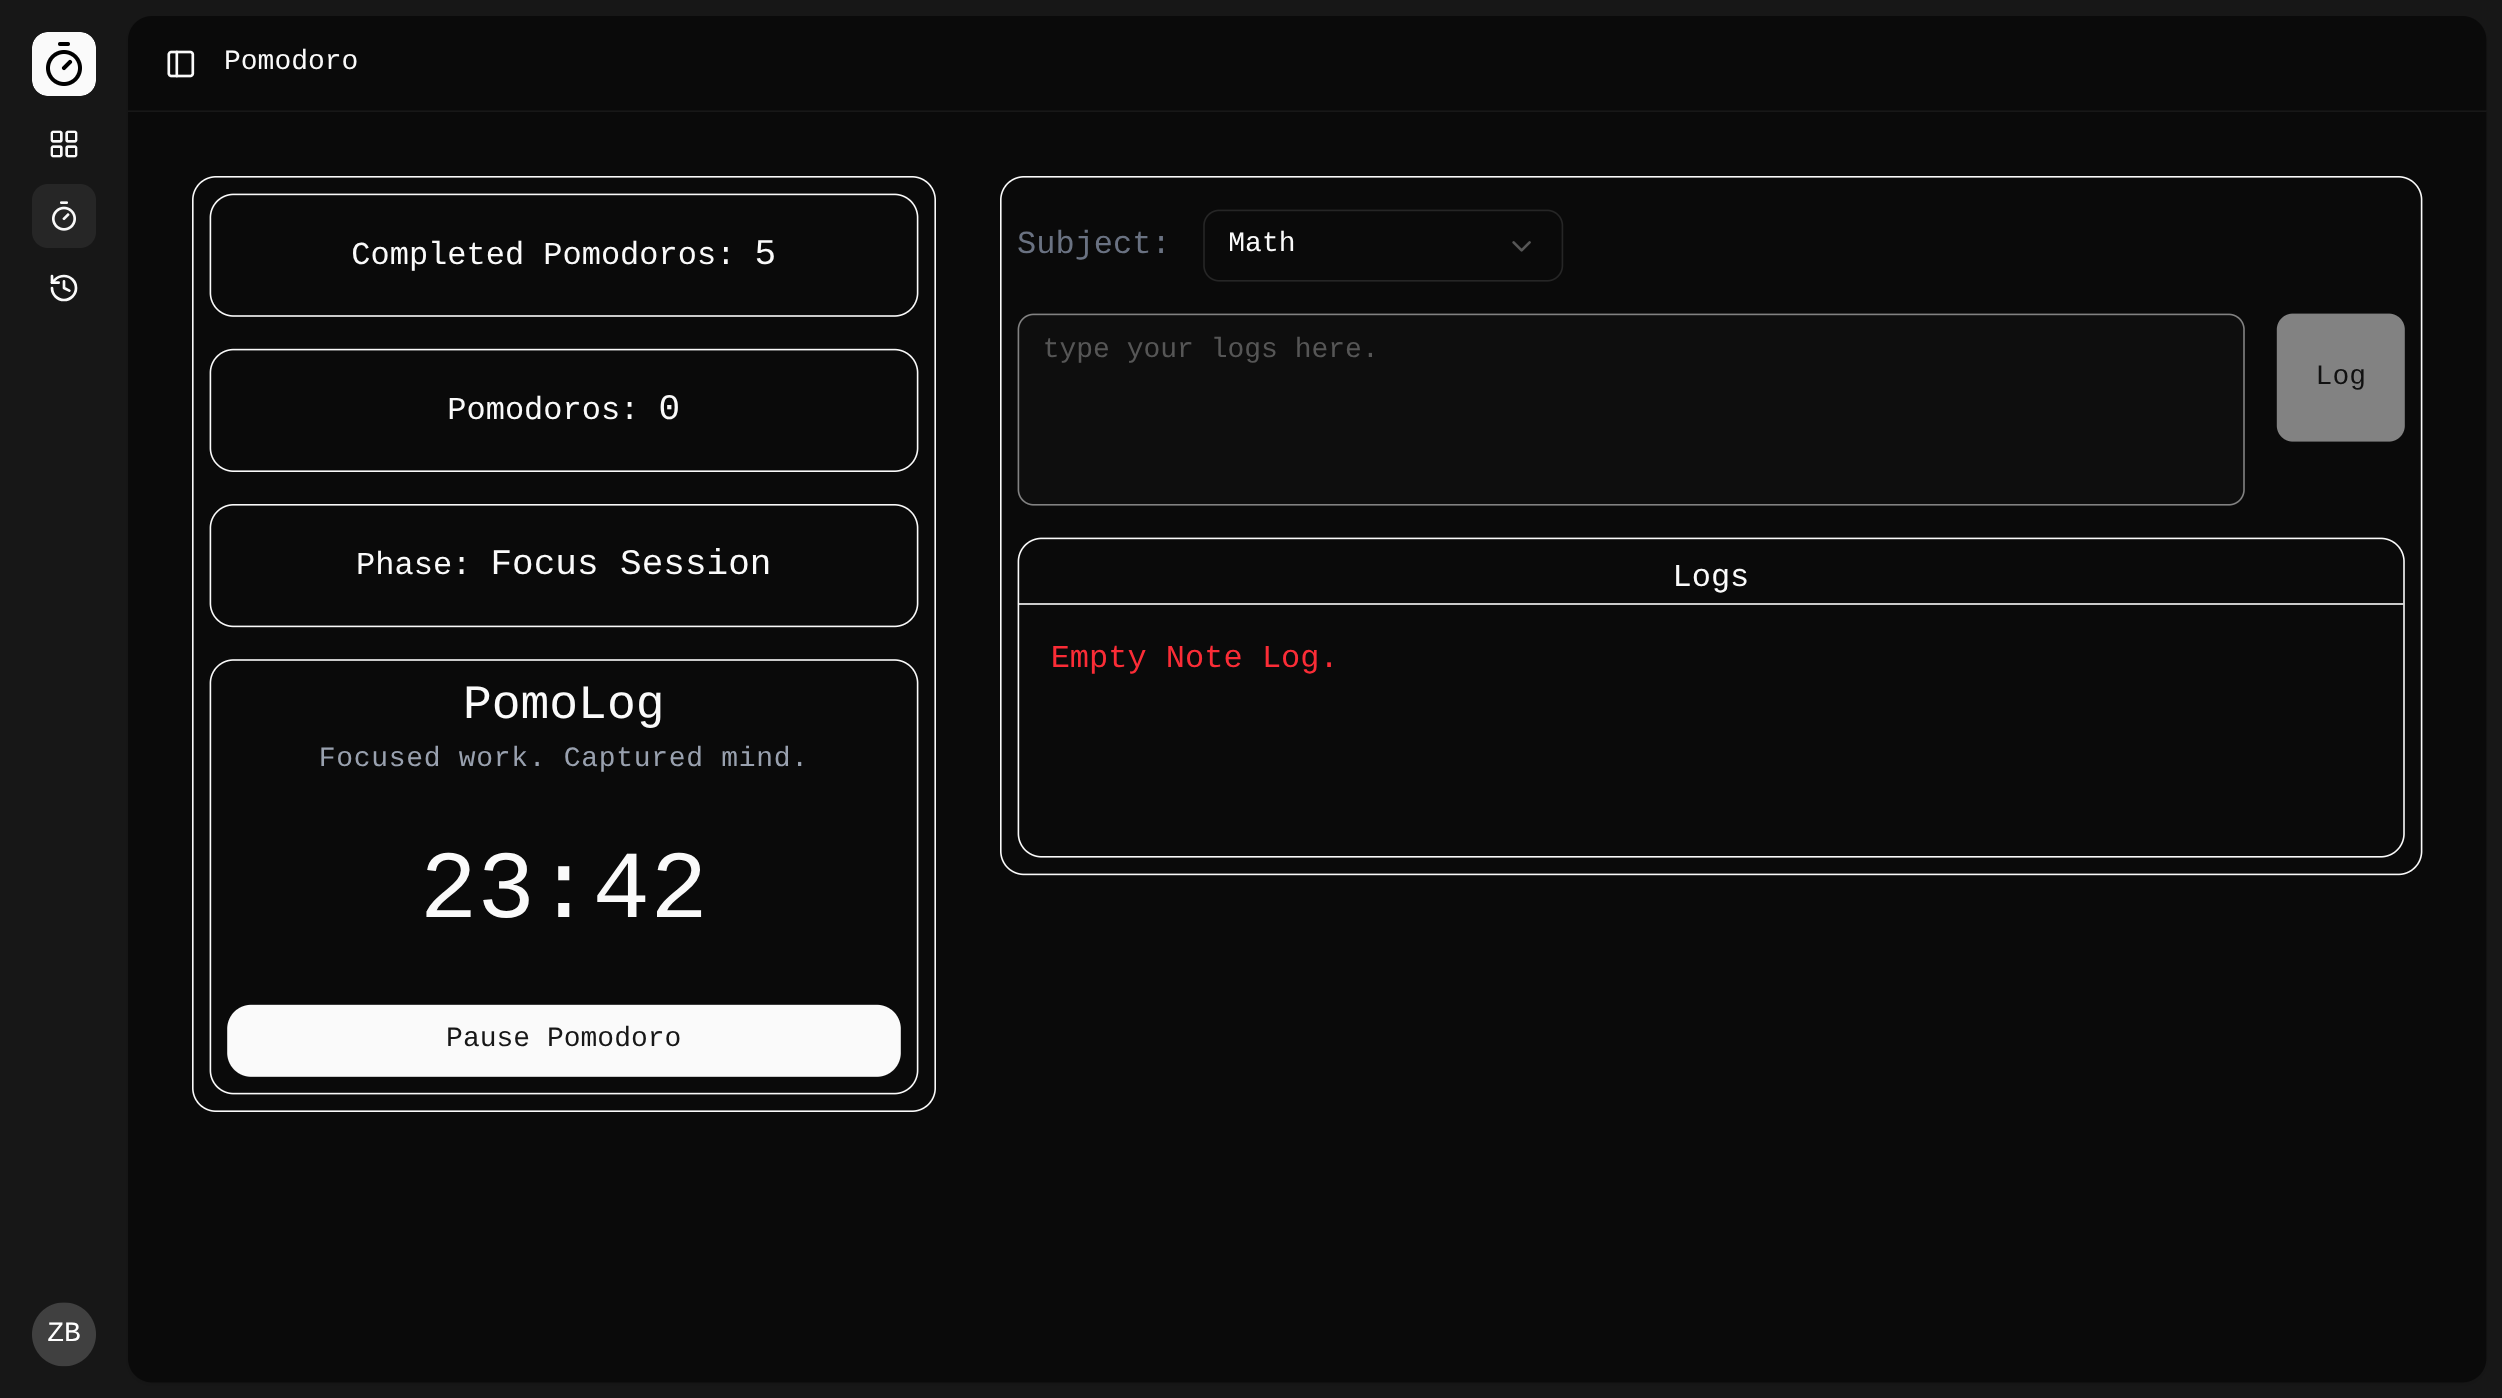 Pomodoro
Completed Pomodoros: 5
Pomodoros: 0
Phase: Focus Session
PomoLog
Focused work. Captured mind.
23:42
Pause Pomodoro
Subject: Math
type your logs here.
Log
Logs
Empty Note Log.
ZB